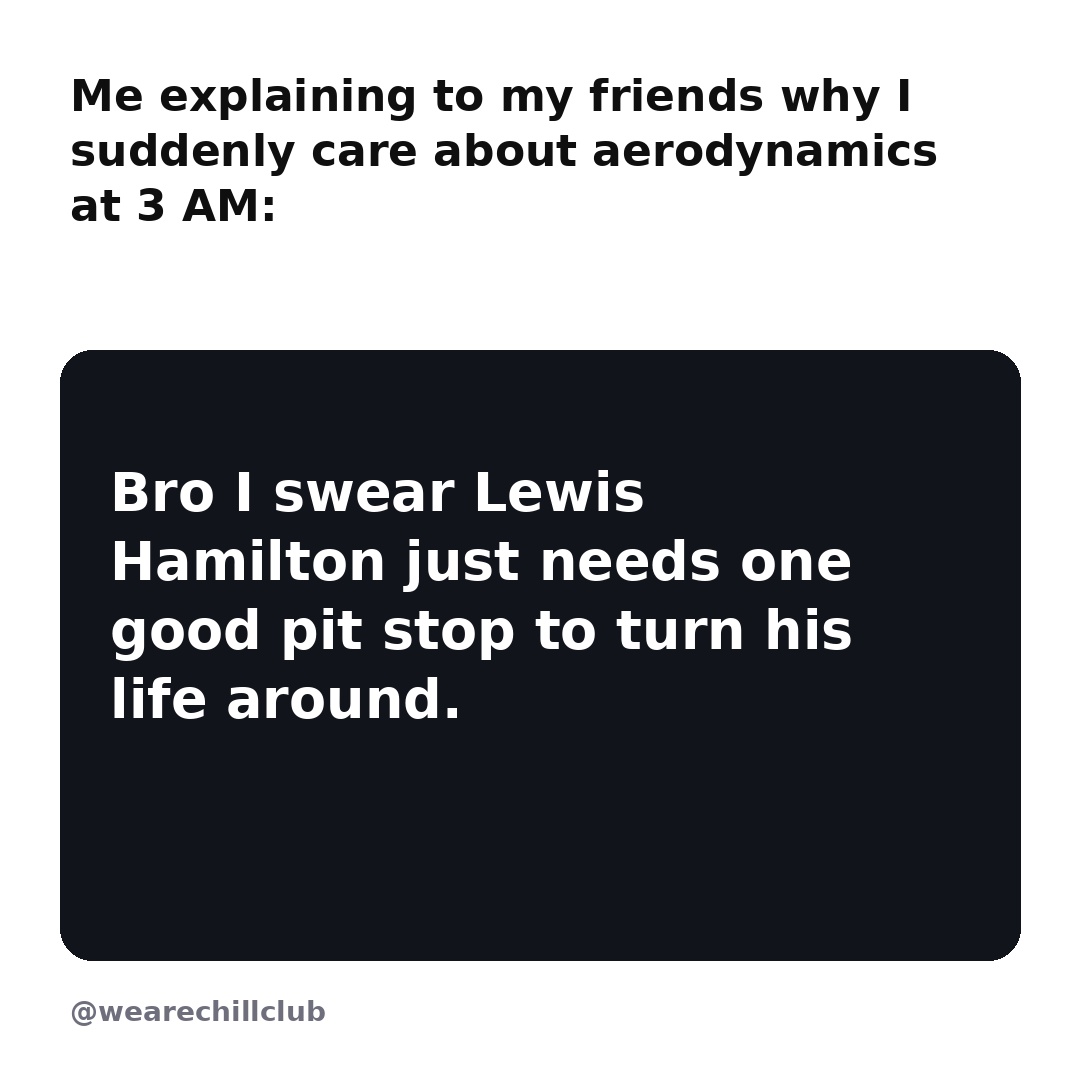 Me explaining to my friends why I
suddenly care about aerodynamics
at 3 AM:
Bro I swear Lewis
Hamilton just needs one
good pit stop to turn his
life around.
@wearechillclub